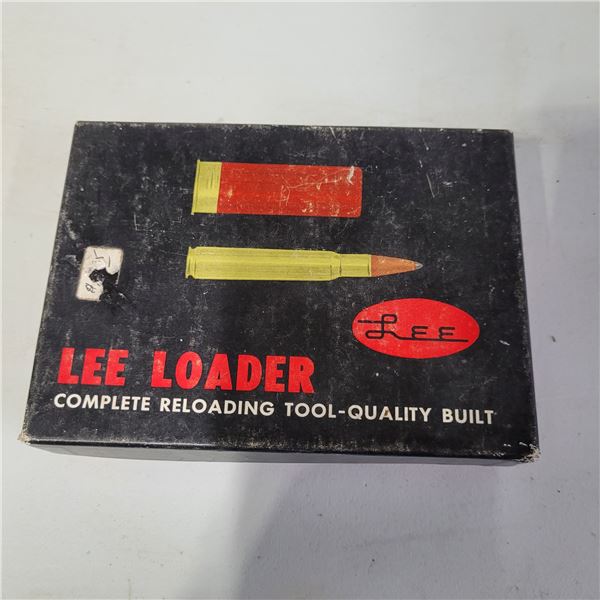 LEE
LEE LOADER
COMPLETE RELOADING TOOL-QUALITY BUILT